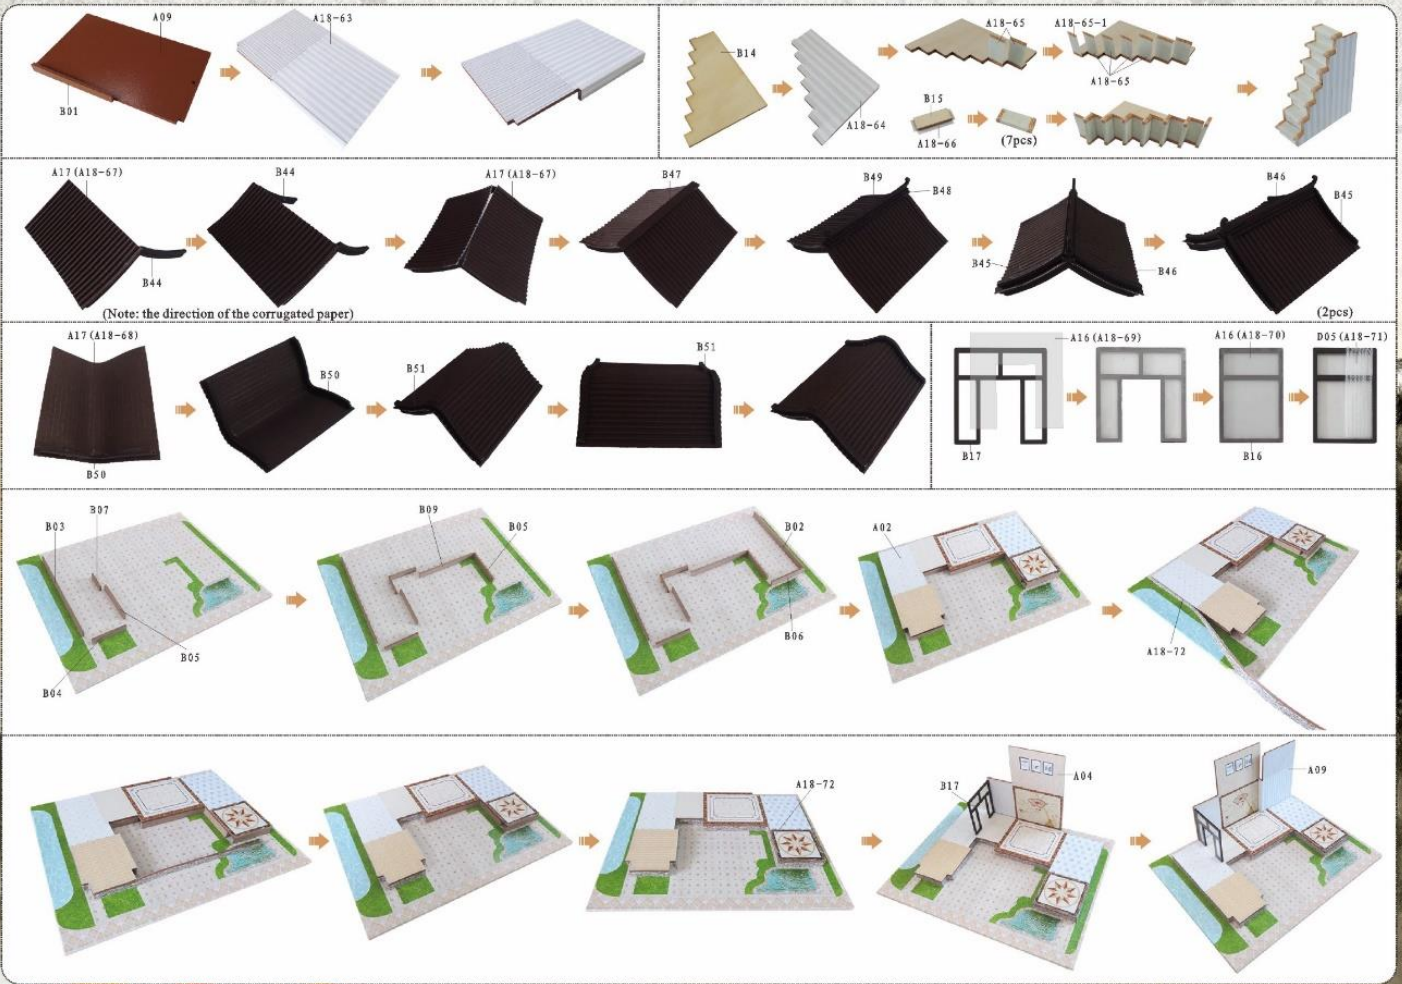 A09
A18-63
B01
B14
A18-64
A18-65
A18-65-1
A18-65
B15
A18-66
(7pcs)
A17(A18-67)
B44
B44
A17(A18-67)
B47
B49
B48
B45
B46
B46
B45
(Note: the direction of the corrugated paper)
(2pcs)
A17(A18-68)
B50
B50
B51
B51
A16(A18-69)
B17
A16(A18-70)
B16
D05(A18-71)
B03
B07
B04
B05
B09
B05
B02
B06
A02
A18-72
A18-72
B17
A04
A09